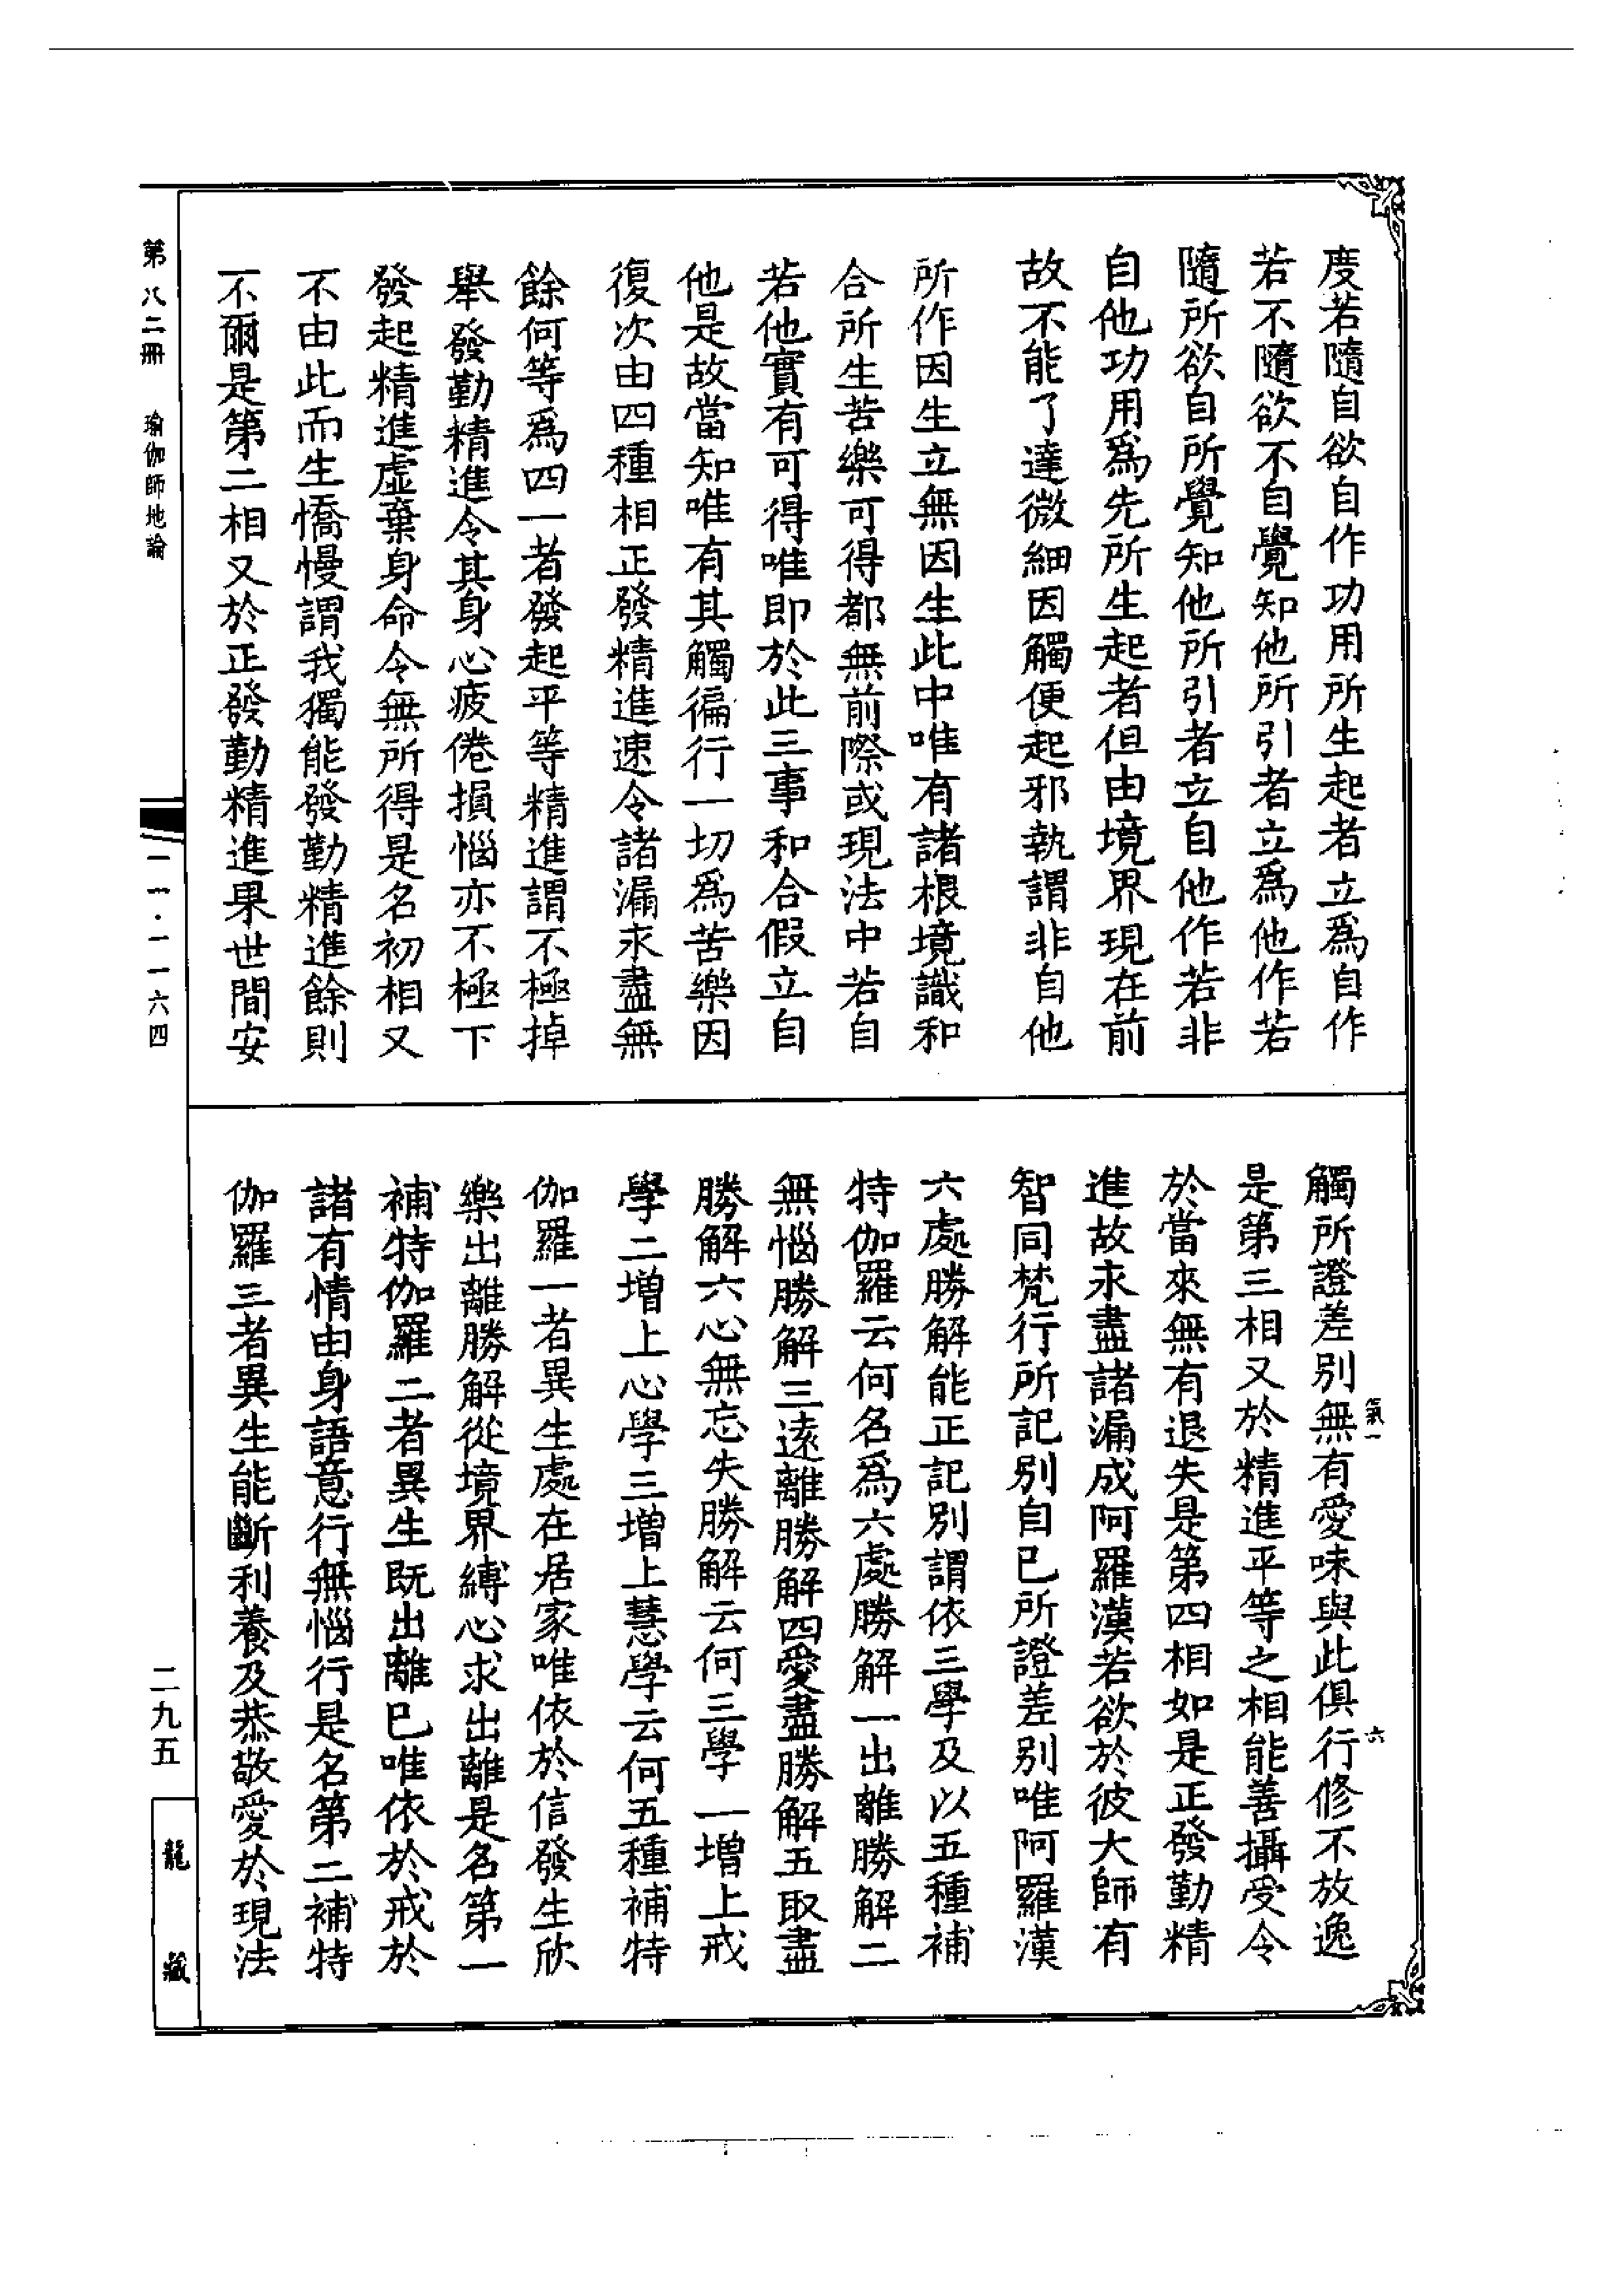 度若隨自欲自作功用所生起者立爲自作
若不隨欲不自覺知他所引者立爲他作若
隨所欲自所覺知他所引者立自他作若非
自他功用爲先所生起者但由境界現在前
故不能了達微細因觸便起邪執謂非自他
所作因生立無因生此中唯有諸根境識和
合所生苦樂可得都無前際或現法中若自
若他實有可得唯即於此三事和合假立自
他是故當知唯有其觸徧行一切爲苦樂因
復次由四種相正發精進速令諸漏永盡無
餘何等爲四一者發起平等精進謂不極掉
舉發勤精進令其身心疲倦損惱亦不極下
發起精進虛棄身命令無所得是名初相又
不由此而生憍慢謂我獨能發勤精進餘則
不爾是第二相又於正發勤精進果世間安
觸所證差別無有愛味與此俱行修不放逸
是第三相又於精進平等之相能善攝受令
於當來無有退失是第四相如是正發勤精
進故永盡諸漏成阿羅漢若欲於彼大師有
智同梵行所記別自已所證差別唯阿羅漢
六處勝解能正記別謂依三學及以五種補
特伽羅云何名爲六處勝解一出離勝解二
無惱勝解三遠離勝解四愛盡勝解五取盡
勝解六心無忘失勝解云何三學一增上戒
學二增上心學三增上慧學云何五種補特
伽羅一者異生處在居家唯依於信發生欣
樂出離勝解從境界縛心求出離是名第一
補特伽羅二者異生既出離已唯依於戒於
諸有情由身語意行無惱行是名第二補特
伽羅三者異生能斷利養及恭敬愛於現法
氣一
六
第八二冊 瑜伽師地論
一一一·一一六四
二九五
龍藏